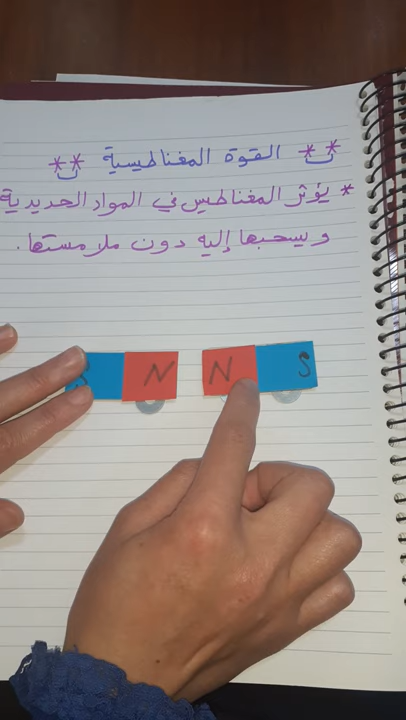 ** القوة المغناطيسية **
* يؤثر المغناطيس في المواد الحديدية
ويسحبها إليه دون ملامستها.
S N N S